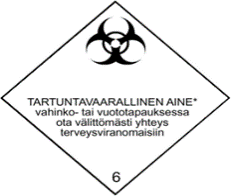 TARTUNTAVAARALLINEN AINE*
vahinko- tai vuototapauksessa
ota välittömästi yhteys
terveysviranomaisiin
6